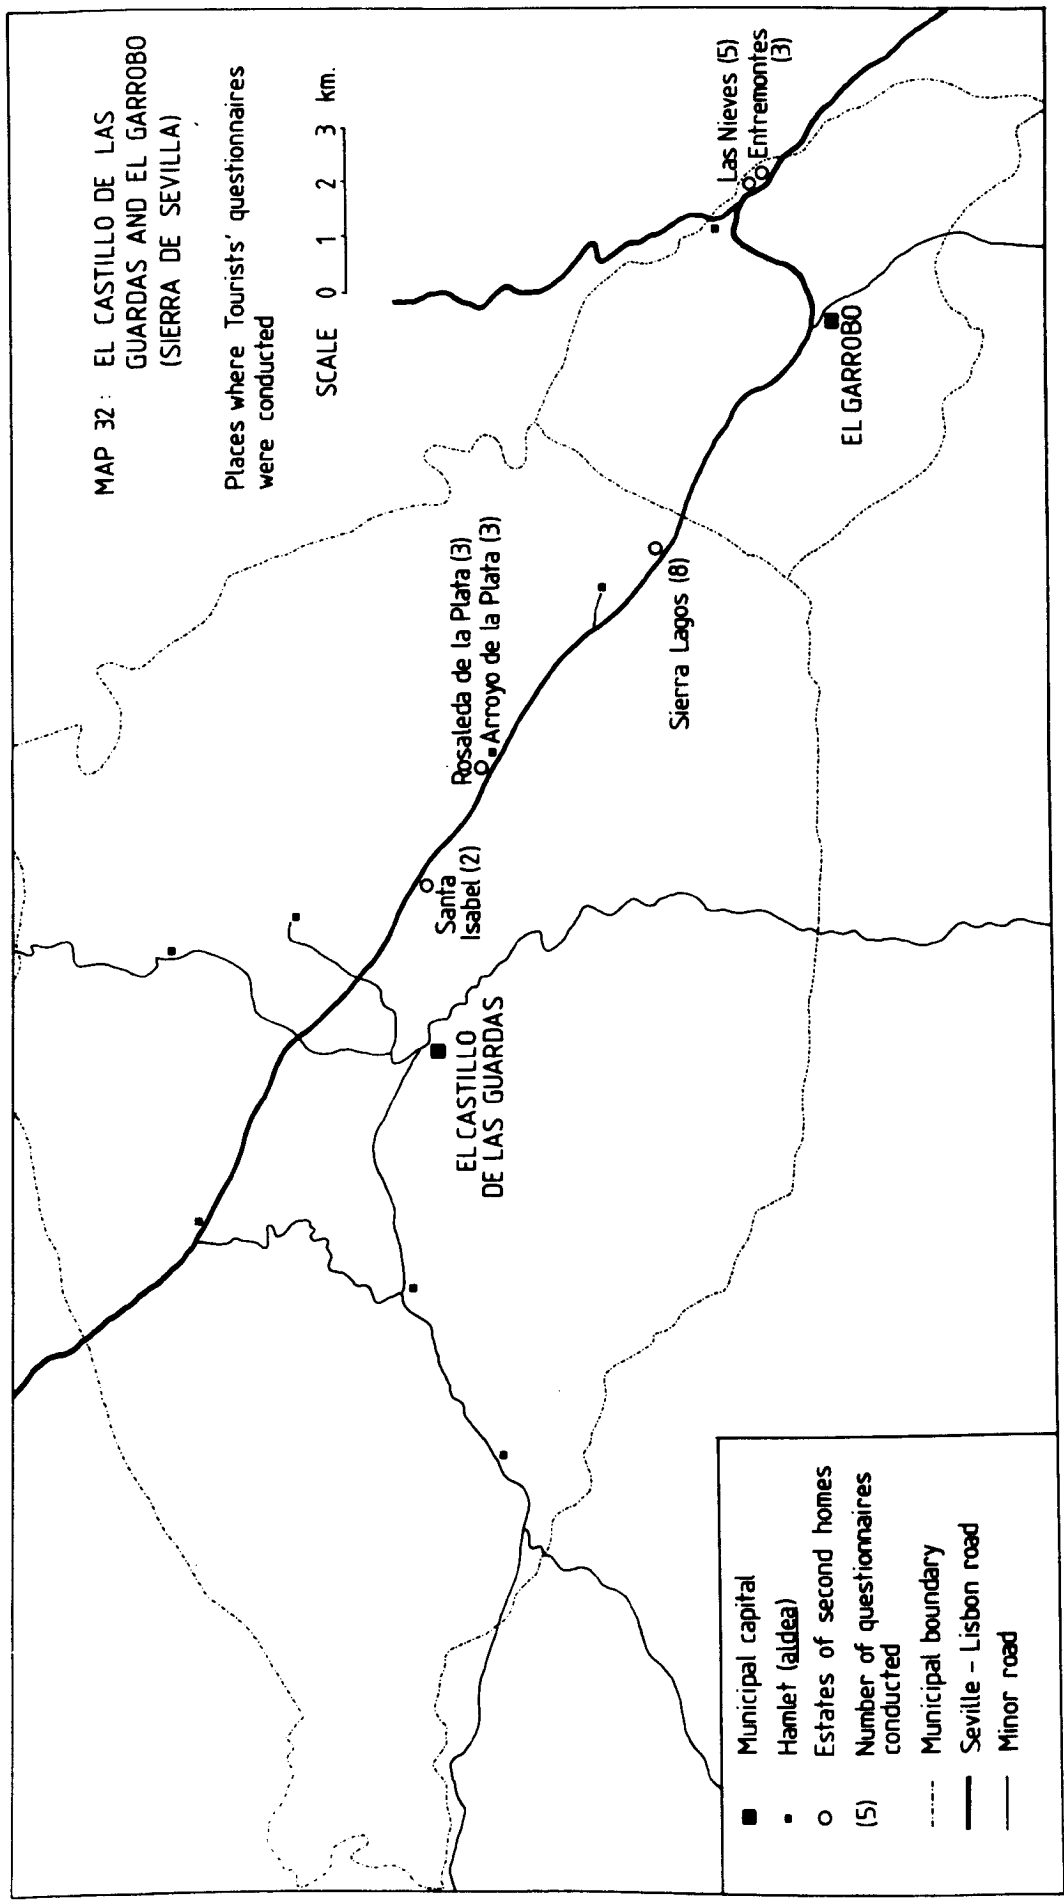 MAP 32: EL CASTILLO DE LAS
GUARDAS AND EL GARROBO
(SIERRA DE SEVILLA)
Places where Tourists' questionnaires
were conducted
SCALE 0 1 2 3 km.
Las Nieves (5)
Entremontes
(3)
EL GARROBO
Rosaleda de la Plata (3)
Arroyo de la Plata (3)
Sierra Lagos (8)
Santa
Isabel (2)
EL CASTILLO
DE LAS GUARDAS
Municipal capital
Hamlet (aldea)
Estates of second homes
(5) Number of questionnaires
conducted
Municipal boundary
Seville - Lisbon road
Minor road